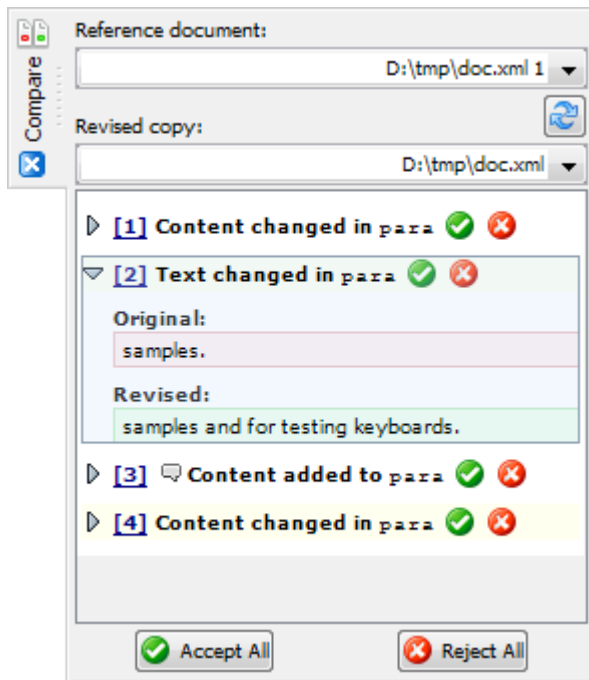 Compare
Reference document:
D:\tmp\doc.xml 1
Revised copy:
D:\tmp\doc.xml
[1] Content changed in para
[2] Text changed in para
Original:
samples.
Revised:
samples and for testing keyboards.
[3] Content added to para
[4] Content changed in para
Accept All
Reject All